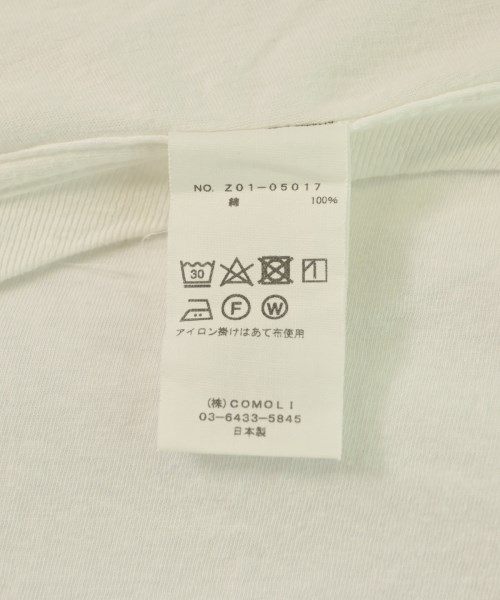 NO. Z01-05017
綿 100%
30
F W
アイロン掛けはあて布使用
(株)COMOLI
03-6433-5845
日本製